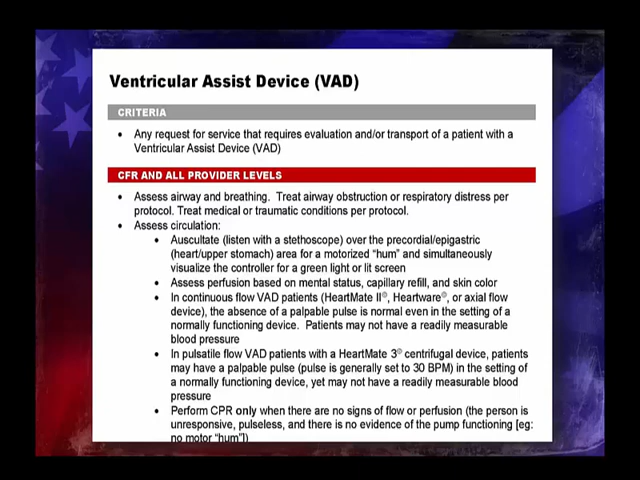 Ventricular Assist Device (VAD)
CRITERIA
• Any request for service that requires evaluation and/or transport of a patient with a
Ventricular Assist Device (VAD)
CFR AND ALL PROVIDER LEVELS
• Assess airway and breathing. Treat airway obstruction or respiratory distress per
protocol. Treat medical or traumatic conditions per protocol.
• Assess circulation:
• Auscultate (listen with a stethoscope) over the precordial/epigastric
(heart/upper stomach) area for a motorized “hum” and simultaneously
visualize the controller for a green light or lit screen
• Assess perfusion based on mental status, capillary refill, and skin color
• In continuous flow VAD patients (HeartMate II®, Heartware®, or axial flow
device), the absence of a palpable pulse is normal even in the setting of a
normally functioning device. Patients may not have a readily measurable
blood pressure
• In pulsatile flow VAD patients with a HeartMate 3® centrifugal device, patients
may have a palpable pulse (pulse is generally set to 30 BPM) in the setting of
a normally functioning device, yet may not have a readily measurable blood
pressure
• Perform CPR only when there are no signs of flow or perfusion (the person is
unresponsive, pulseless, and there is no evidence of the pump functioning [eg:
no motor “hum”])